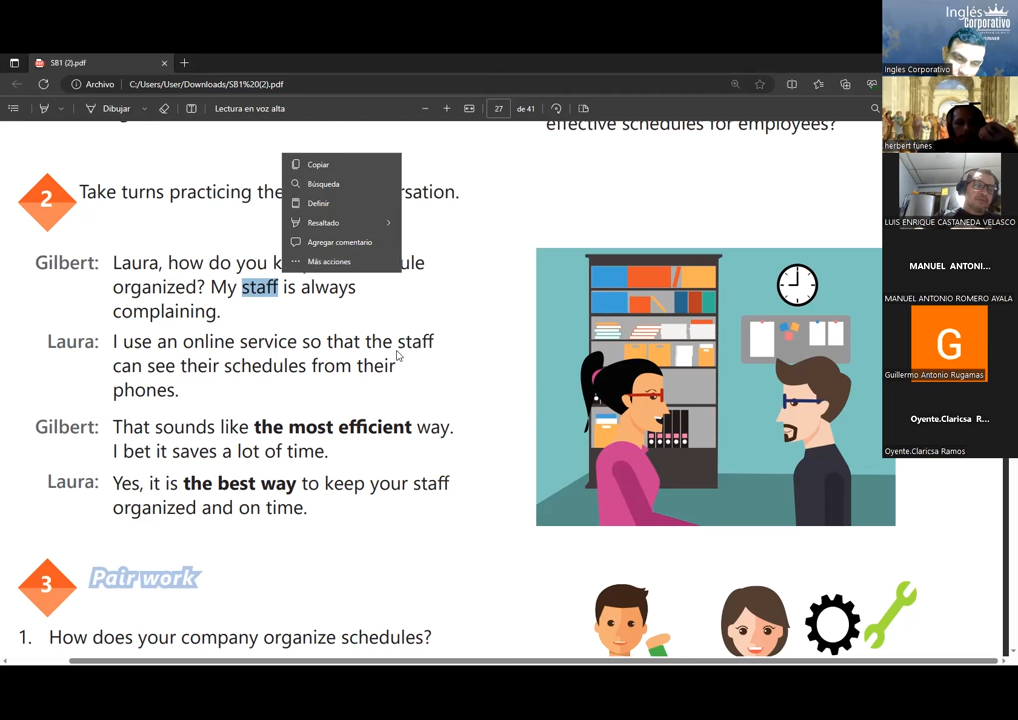 SB1 (2).pdf
Archivo
C:/Users/User/Downloads/SB1%20(2).pdf
Dibujar
Lectura en voz alta
27
de 41
effective schedules for employees?
2
Take turns practicing the
rsation.
Copiar
Búsqueda
Definir
Resaltado
Agregar comentario
Más acciones
Gilbert: Laura, how do you k
ule
organized? My staff is always
complaining.
Laura: I use an online service so that the staff
can see their schedules from their
phones.
Gilbert: That sounds like the most efficient way.
I bet it saves a lot of time.
Laura: Yes, it is the best way to keep your staff
organized and on time.
3
Pair work
1. How does your company organize schedules?
Inglés
Corporativo
Ingles Corporativo
herbert funes
LUIS ENRIQUE CASTANEDA VELASCO
MANUEL ANTONI...
MANUEL ANTONIO ROMERO AYALA
G
Guillermo Antonio Rugamas
Oyente.Claricsa R...
Oyente.Claricsa Ramos